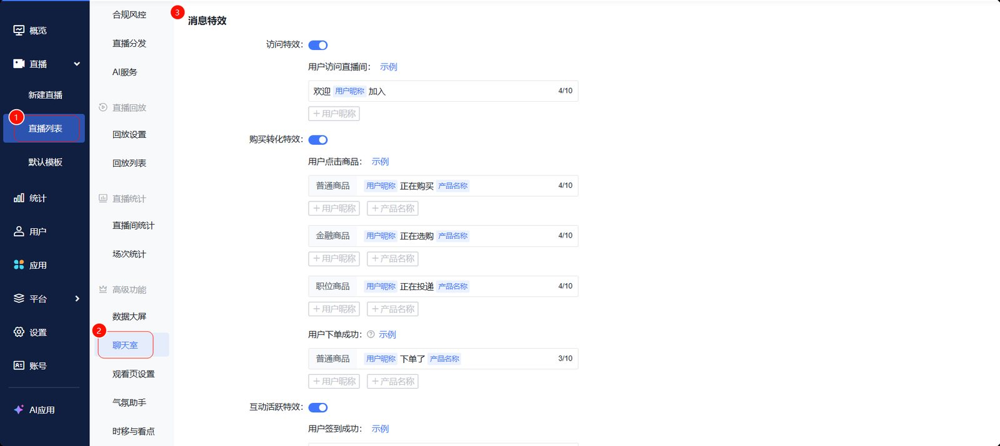 概览
直播
新建直播
1
直播列表
默认模板
统计
用户
应用
平台
设置
账号
AI应用
合规风控
直播分发
AI服务
直播回放
回放设置
回放列表
直播统计
直播间统计
场次统计
高级功能
数据大屏
2
聊天室
观看页设置
气氛助手
时移与看点
3
消息特效
访问特效:
用户访问直播间: 示例
欢迎 用户昵称 加入 4/10
+ 用户昵称
购买转化特效:
用户点击商品: 示例
普通商品 用户昵称 正在购买 产品名称 4/10
+ 用户昵称 + 产品名称
金融商品 用户昵称 正在选购 产品名称 4/10
+ 用户昵称 + 产品名称
职位商品 用户昵称 正在投递 产品名称 4/10
+ 用户昵称 + 产品名称
用户下单成功: ? 示例
普通商品 用户昵称 下单了 产品名称 3/10
+ 用户昵称 + 产品名称
互动活跃特效:
用户签到成功: 示例